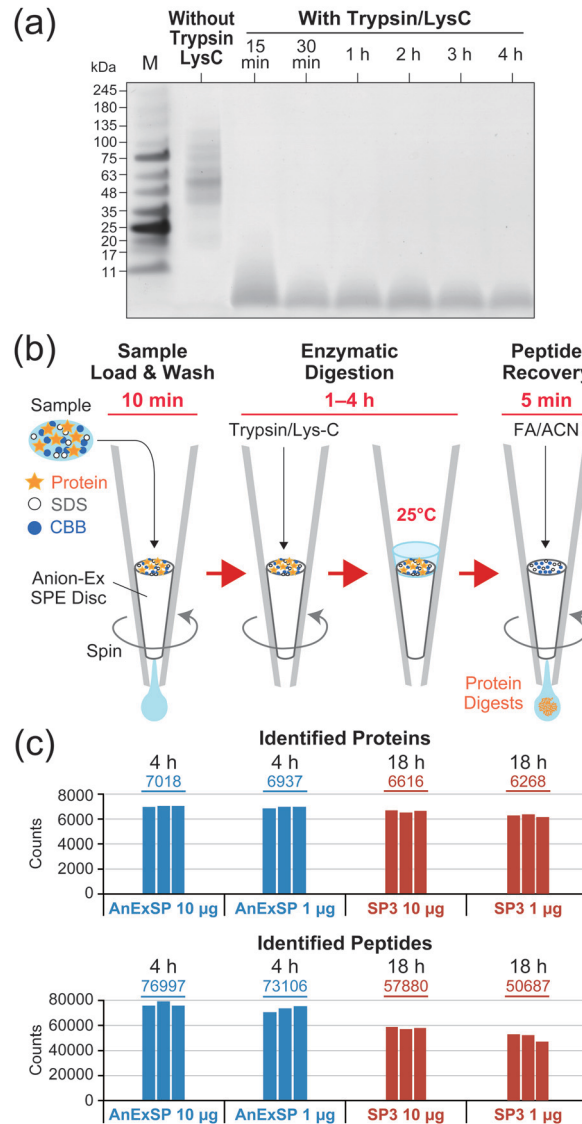 (a)
Without Trypsin LysC
With Trypsin/LysC
kDa
M
15 min
30 min
1 h
2 h
3 h
4 h
245
180
135
100
75
63
48
35
25
20
17
11
(b)
Sample Load & Wash
Enzymatic Digestion
Peptide Recovery
10 min
1–4 h
5 min
Sample
Trypsin/Lys-C
FA/ACN
Protein
SDS
CBB
25°C
Anion-Ex SPE Disc
Spin
Protein Digests
(c)
Identified Proteins
4 h
4 h
18 h
18 h
7018
6937
6616
6268
8000
6000
4000
2000
0
Counts
AnExSP 10 µg
AnExSP 1 µg
SP3 10 µg
SP3 1 µg
Identified Peptides
4 h
4 h
18 h
18 h
76997
73106
57880
50687
80000
60000
40000
20000
0
Counts
AnExSP 10 µg
AnExSP 1 µg
SP3 10 µg
SP3 1 µg